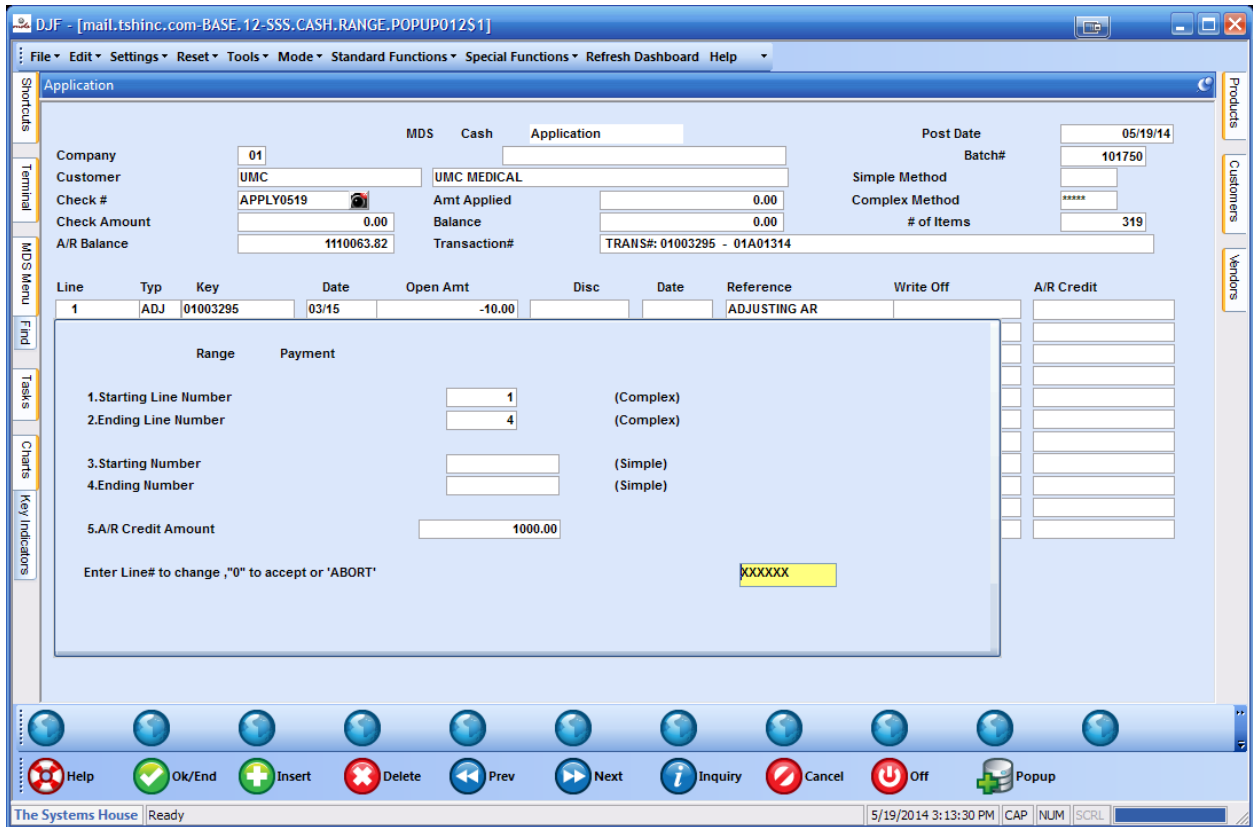 DJF - [mail.tshinc.com-BASE.12-SSS.CASH.RANGE.POPUP012$1]
File Edit Settings Reset Tools Mode Standard Functions Special Functions Refresh Dashboard Help
Application
MDS Cash Application Post Date 05/19/14
Company 01 Batch# 101750
Customer UMC UMC MEDICAL Simple Method
Check # APPLY0519 Amt Applied 0.00 Complex Method *****
Check Amount 0.00 Balance 0.00 # of Items 319
A/R Balance 1110063.82 Transaction# TRANS#: 01003295 - 01A01314
Line Typ Key Date Open Amt Disc Date Reference Write Off A/R Credit
1 ADJ 01003295 03/15 -10.00 ADJUSTING AR
Range Payment
1.Starting Line Number 1 (Complex)
2.Ending Line Number 4 (Complex)
3.Starting Number (Simple)
4.Ending Number (Simple)
5.A/R Credit Amount 1000.00
Enter Line# to change ,"0" to accept or 'ABORT' XXXXXX
Shortcuts
Terminal
MDS Menu
Find
Tasks
Charts
Key Indicators
Products
Customers
Vendors
Help Ok/End Insert Delete Prev Next Inquiry Cancel Off Popup
The Systems House Ready 5/19/2014 3:13:30 PM CAP NUM SCRL